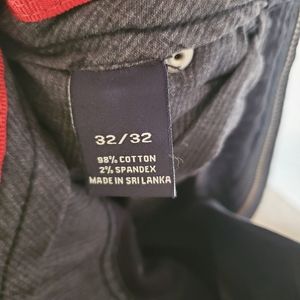 32/32
98% COTTON
2% SPANDEX
MADE IN SRI LANKA